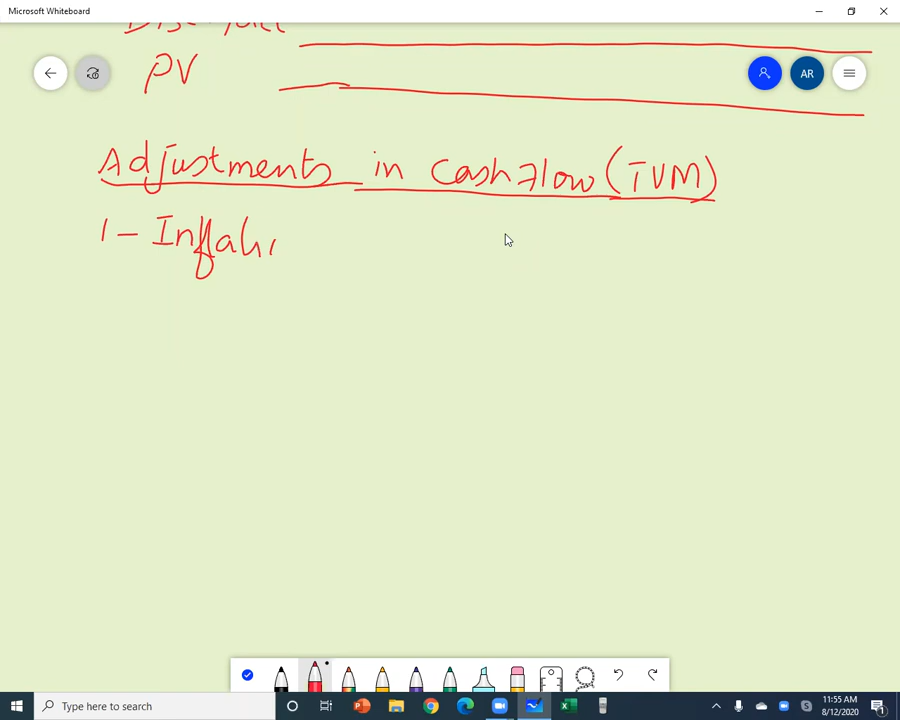 Microsoft Whiteboard
PV
AR
Adjustments in Cashflow (TVM)
1 - Inflati
Type here to search
11:55 AM
8/12/2020